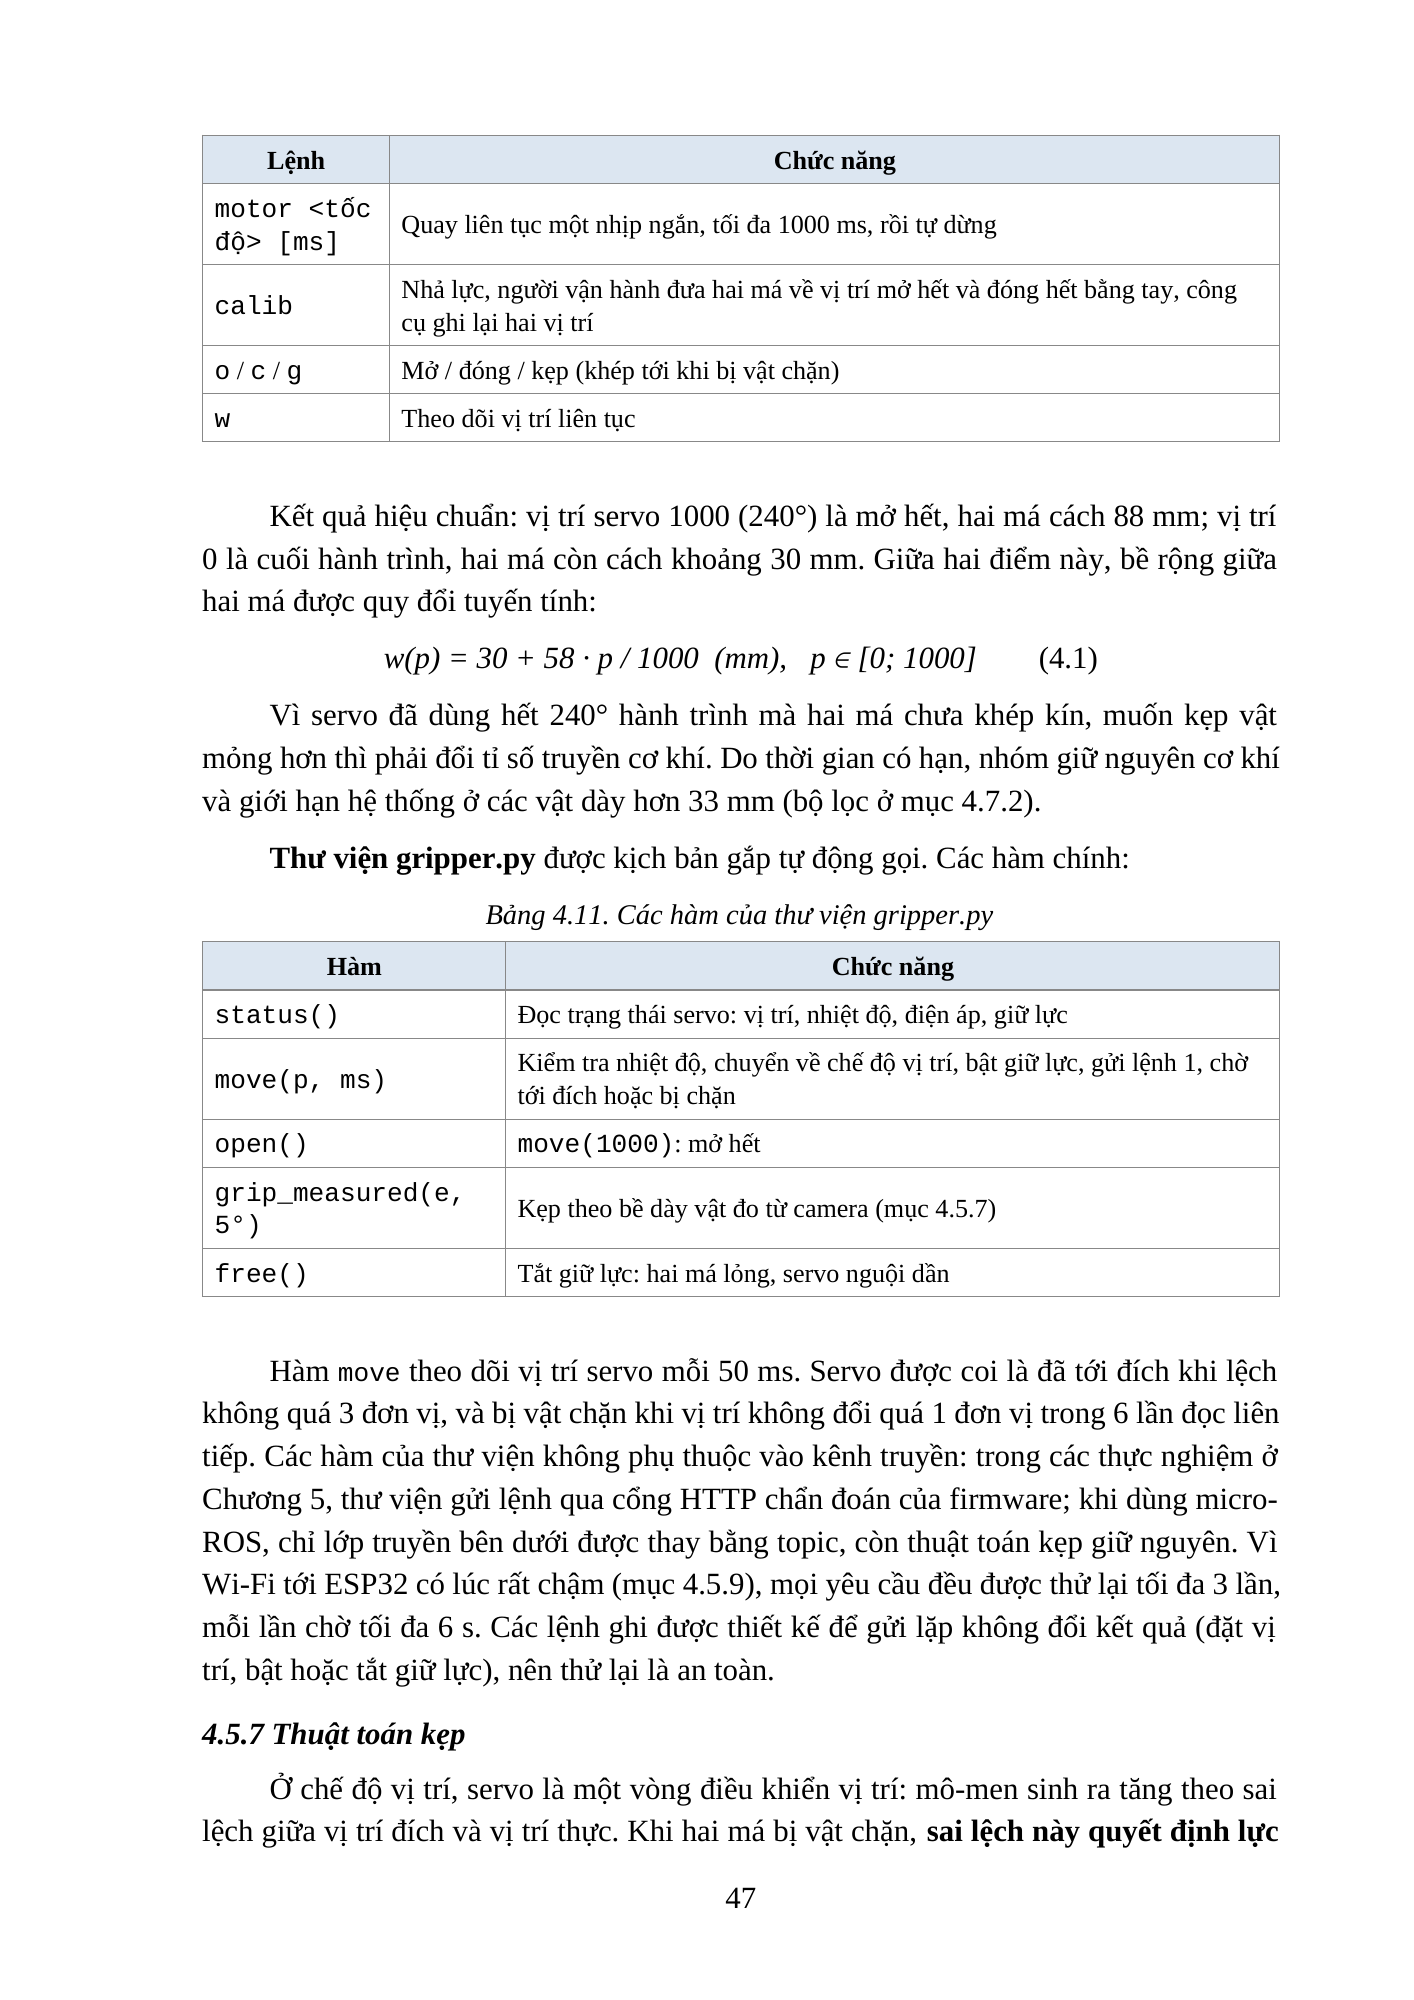 Lệnh Chức năng
motor <tốc
độ> [ms]
Quay liên tục một nhịp ngắn, tối đa 1000 ms, rồi tự dừng
calib
Nhả lực, người vận hành đưa hai má về vị trí mở hết và đóng hết bằng tay, công
cụ ghi lại hai vị trí
o / c / g Mở / đóng / kẹp (khép tới khi bị vật chặn)
w Theo dõi vị trí liên tục
Kết quả hiệu chuẩn: vị trí servo 1000 (240°) là mở hết, hai má cách 88 mm; vị trí
0 là cuối hành trình, hai má còn cách khoảng 30 mm. Giữa hai điểm này, bề rộng giữa
hai má được quy đổi tuyến tính:
w(p) = 30 + 58 · p / 1000 (mm), p ∈ [0; 1000] (4.1)
Vì servo đã dùng hết 240° hành trình mà hai má chưa khép kín, muốn kẹp vật
mỏng hơn thì phải đổi tỉ số truyền cơ khí. Do thời gian có hạn, nhóm giữ nguyên cơ khí
và giới hạn hệ thống ở các vật dày hơn 33 mm (bộ lọc ở mục 4.7.2).
Thư viện gripper.py được kịch bản gắp tự động gọi. Các hàm chính:
Bảng 4.11. Các hàm của thư viện gripper.py
Hàm Chức năng
status() Đọc trạng thái servo: vị trí, nhiệt độ, điện áp, giữ lực
move(p, ms)
Kiểm tra nhiệt độ, chuyển về chế độ vị trí, bật giữ lực, gửi lệnh 1, chờ
tới đích hoặc bị chặn
open() move(1000): mở hết
grip_measured(e,
5°)
Kẹp theo bề dày vật đo từ camera (mục 4.5.7)
free() Tắt giữ lực: hai má lỏng, servo nguội dần
Hàm move theo dõi vị trí servo mỗi 50 ms. Servo được coi là đã tới đích khi lệch
không quá 3 đơn vị, và bị vật chặn khi vị trí không đổi quá 1 đơn vị trong 6 lần đọc liên
tiếp. Các hàm của thư viện không phụ thuộc vào kênh truyền: trong các thực nghiệm ở
Chương 5, thư viện gửi lệnh qua cổng HTTP chẩn đoán của firmware; khi dùng micro-
ROS, chỉ lớp truyền bên dưới được thay bằng topic, còn thuật toán kẹp giữ nguyên. Vì
Wi-Fi tới ESP32 có lúc rất chậm (mục 4.5.9), mọi yêu cầu đều được thử lại tối đa 3 lần,
mỗi lần chờ tối đa 6 s. Các lệnh ghi được thiết kế để gửi lặp không đổi kết quả (đặt vị
trí, bật hoặc tắt giữ lực), nên thử lại là an toàn.
4.5.7 Thuật toán kẹp
Ở chế độ vị trí, servo là một vòng điều khiển vị trí: mô-men sinh ra tăng theo sai
lệch giữa vị trí đích và vị trí thực. Khi hai má bị vật chặn, sai lệch này quyết định lực
47